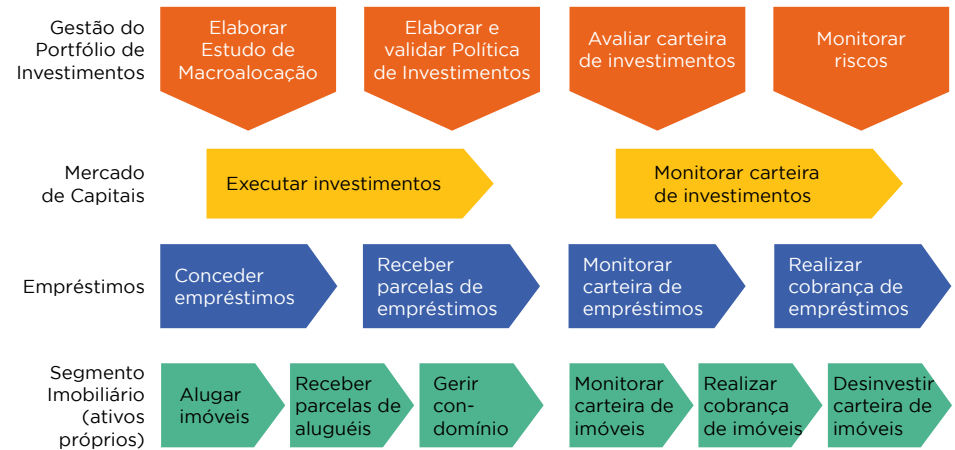 Gestão do
Portfólio de
Investimentos
Elaborar
Estudo de
Macroalocação
Elaborar e
validar Política
de Investimentos
Avaliar carteira
de investimentos
Monitorar
riscos
Mercado
de Capitais
Executar investimentos
Monitorar carteira
de investimentos
Empréstimos
Conceder
empréstimos
Receber
parcelas de
empréstimos
Monitorar
carteira de
empréstimos
Realizar
cobrança de
empréstimos
Segmento
Imobiliário
(ativos
próprios)
Alugar
imóveis
Receber
parcelas de
aluguéis
Gerir
con-
domínio
Monitorar
carteira de
imóveis
Realizar
cobrança
de imóveis
Desinvestir
carteira de
imóveis